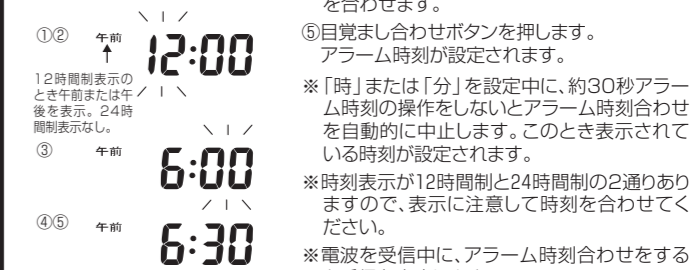 ①② 午前 12:00
↑
12時間制表示の
とき午前または午
後を表示。24時
間制表示なし。
③ 午前 6:00
④⑤ 午前 6:30
を合わせます。
⑤目覚まし合わせボタンを押します。
アラーム時刻が設定されます。
※「時」または「分」を設定中に、約30秒アラー
ム時刻の操作をしないとアラーム時刻合わせ
を自動的に中止します。このとき表示されて
いる時刻が設定されます。
※時刻表示が12時間制と24時間制の2通りあり
ますので、表示に注意して時刻を合わせてく
ださい。
※電波を受信中に、アラーム時刻合わせをする